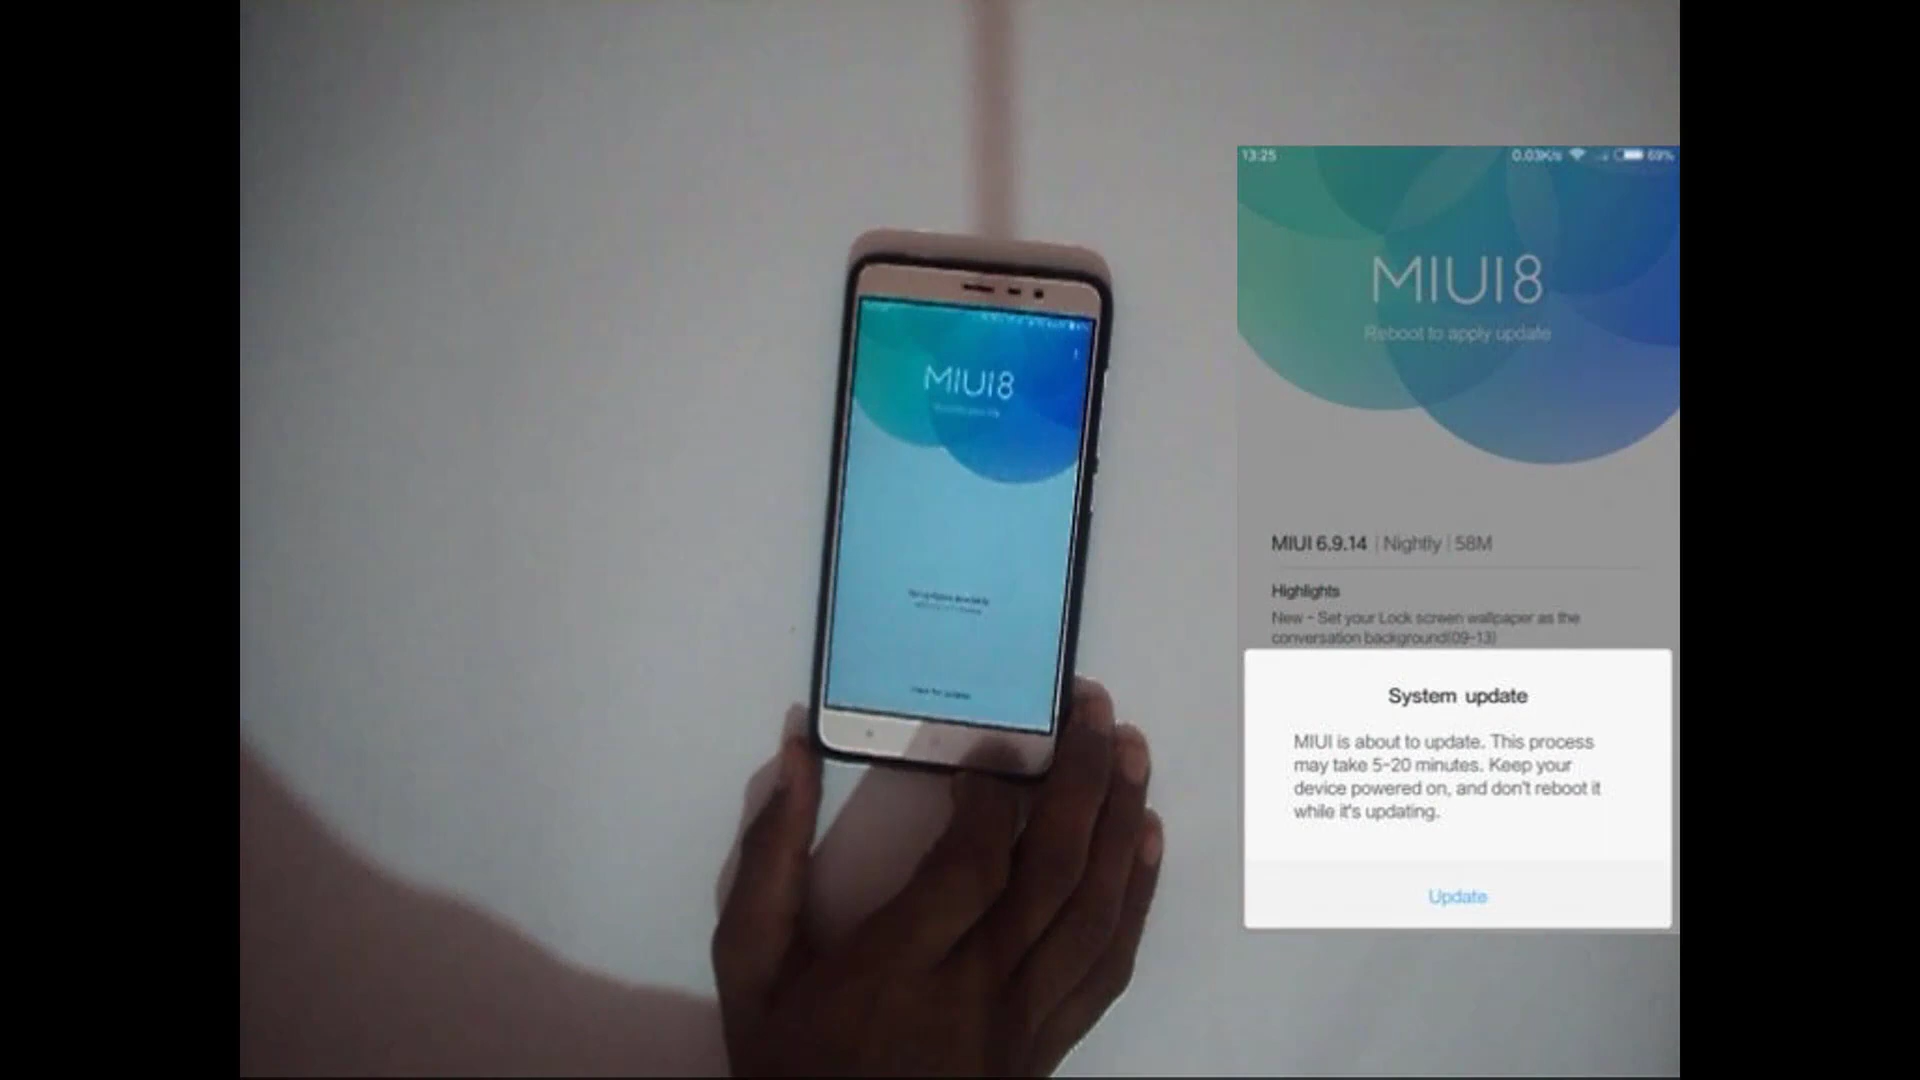 MIUI8
13:25
0.03K/s
69%
MIUI8
Reboot to apply update
MIUI 6.9.14 | Nightly | 58M
Highlights
New - Set your Lock screen wallpaper as the
conversation background(09-13)
System update
MIUI is about to update. This process
may take 5-20 minutes. Keep your
device powered on, and don't reboot it
while it's updating.
Update